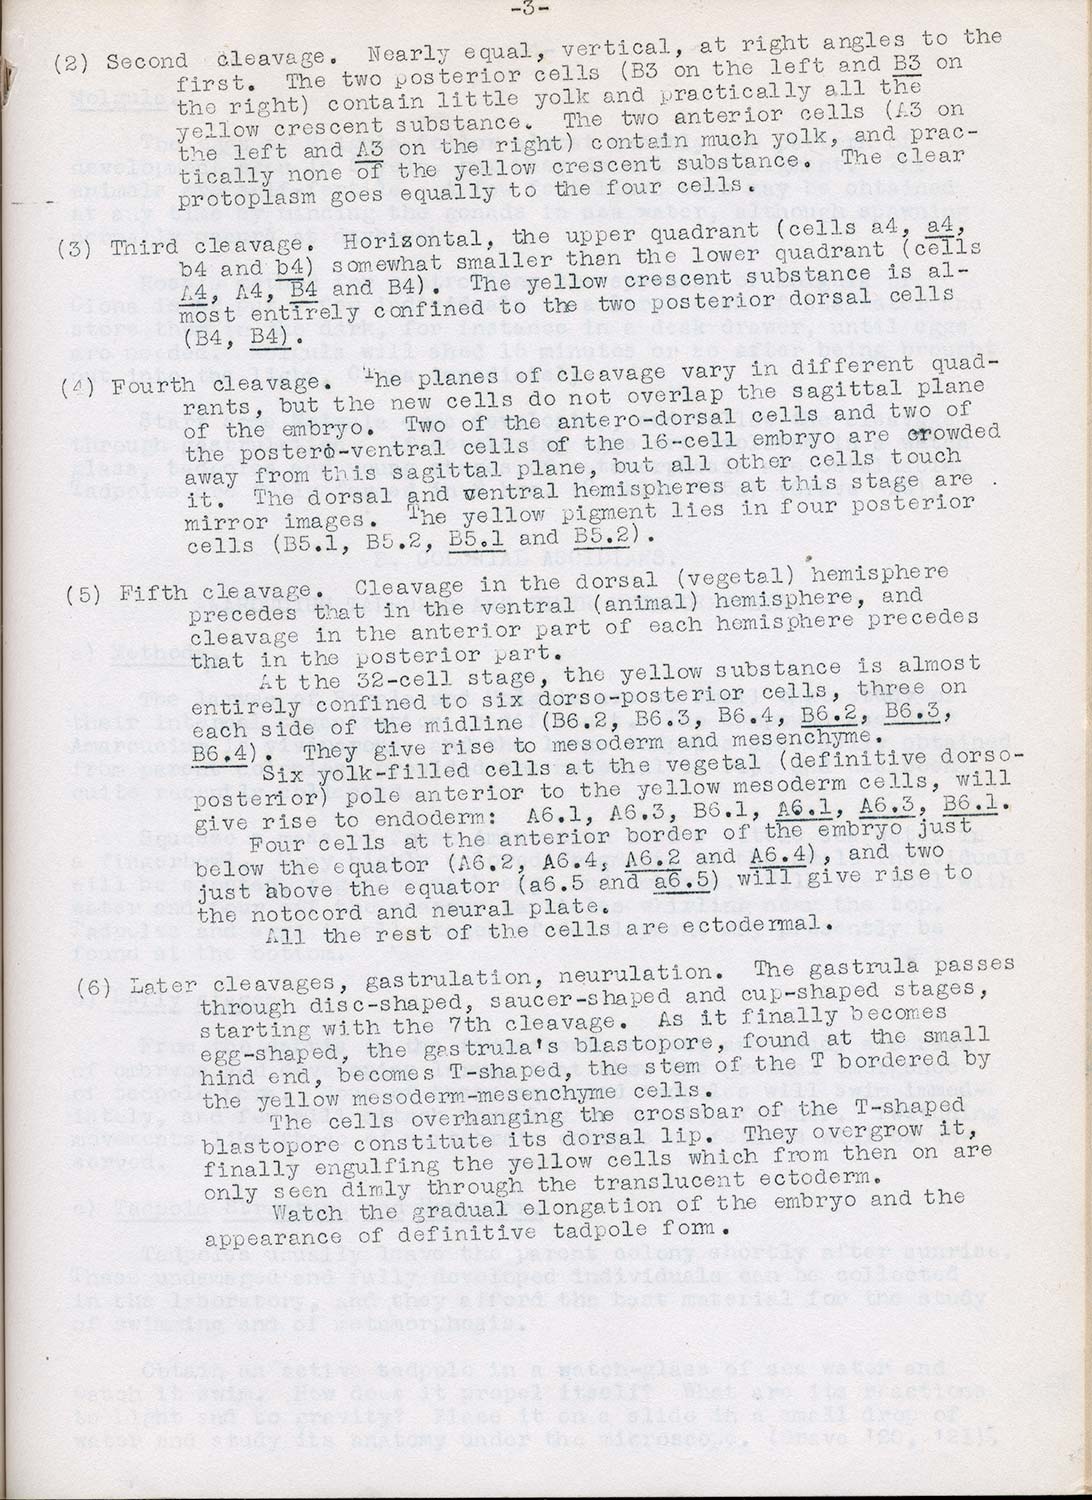 -3-
(2) Second cleavage. Nearly equal, vertical, at right angles to the
first. The two posterior cells (B3 on the left and B3 on
the right) contain little yolk and practically all the
yellow crescent substance. The two anterior cells (A3 on
the left and A3 on the right) contain much yolk, and prac-
tically none of the yellow crescent substance. The clear
protoplasm goes equally to the four cells.
(3) Third cleavage. Horizontal, the upper quadrant (cells a4, a4,
b4 and b4) somewhat smaller than the lower quadrant (cells
A4, A4, B4 and B4). The yellow crescent substance is al-
most entirely confined to the two posterior dorsal cells
(B4, B4).
(4) Fourth cleavage. The planes of cleavage vary in different quad-
rants, but the new cells do not overlap the sagittal plane
of the embryo. Two of the antero-dorsal cells and two of
the postero-ventral cells of the 16-cell embryo are crowded
away from this sagittal plane, but all other cells touch
it. The dorsal and ventral hemispheres at this stage are
mirror images. The yellow pigment lies in four posterior
cells (B5.1, B5.2, B5.1 and B5.2).
(5) Fifth cleavage. Cleavage in the dorsal (vegetal) hemisphere
precedes that in the ventral (animal) hemisphere, and
cleavage in the anterior part of each hemisphere precedes
that in the posterior part.
At the 32-cell stage, the yellow substance is almost
entirely confined to six dorso-posterior cells, three on
each side of the midline (B6.2, B6.3, B6.4, B6.2, B6.3,
B6.4). They give rise to mesoderm and mesenchyme.
Six yolk-filled cells at the vegetal (definitive dorso-
posterior) pole anterior to the yellow mesoderm cells, will
give rise to endoderm: A6.1, A6.3, B6.1, A6.1, A6.3, B6.1.
Four cells at the anterior border of the embryo just
below the equator (A6.2, A6.4, A6.2 and A6.4), and two
just above the equator (a6.5 and a6.5) will give rise to
the notocord and neural plate.
All the rest of the cells are ectodermal.
(6) Later cleavages, gastrulation, neurulation. The gastrula passes
through disc-shaped, saucer-shaped and cup-shaped stages,
starting with the 7th cleavage. As it finally becomes
egg-shaped, the gastrula's blastopore, found at the small
hind end, becomes T-shaped, the stem of the T bordered by
the yellow mesoderm-mesenchyme cells.
The cells overhanging the crossbar of the T-shaped
blastopore constitute its dorsal lip. They overgrow it,
finally engulfing the yellow cells which from then on are
only seen dimly through the translucent ectoderm.
Watch the gradual elongation of the embryo and the
appearance of definitive tadpole form.